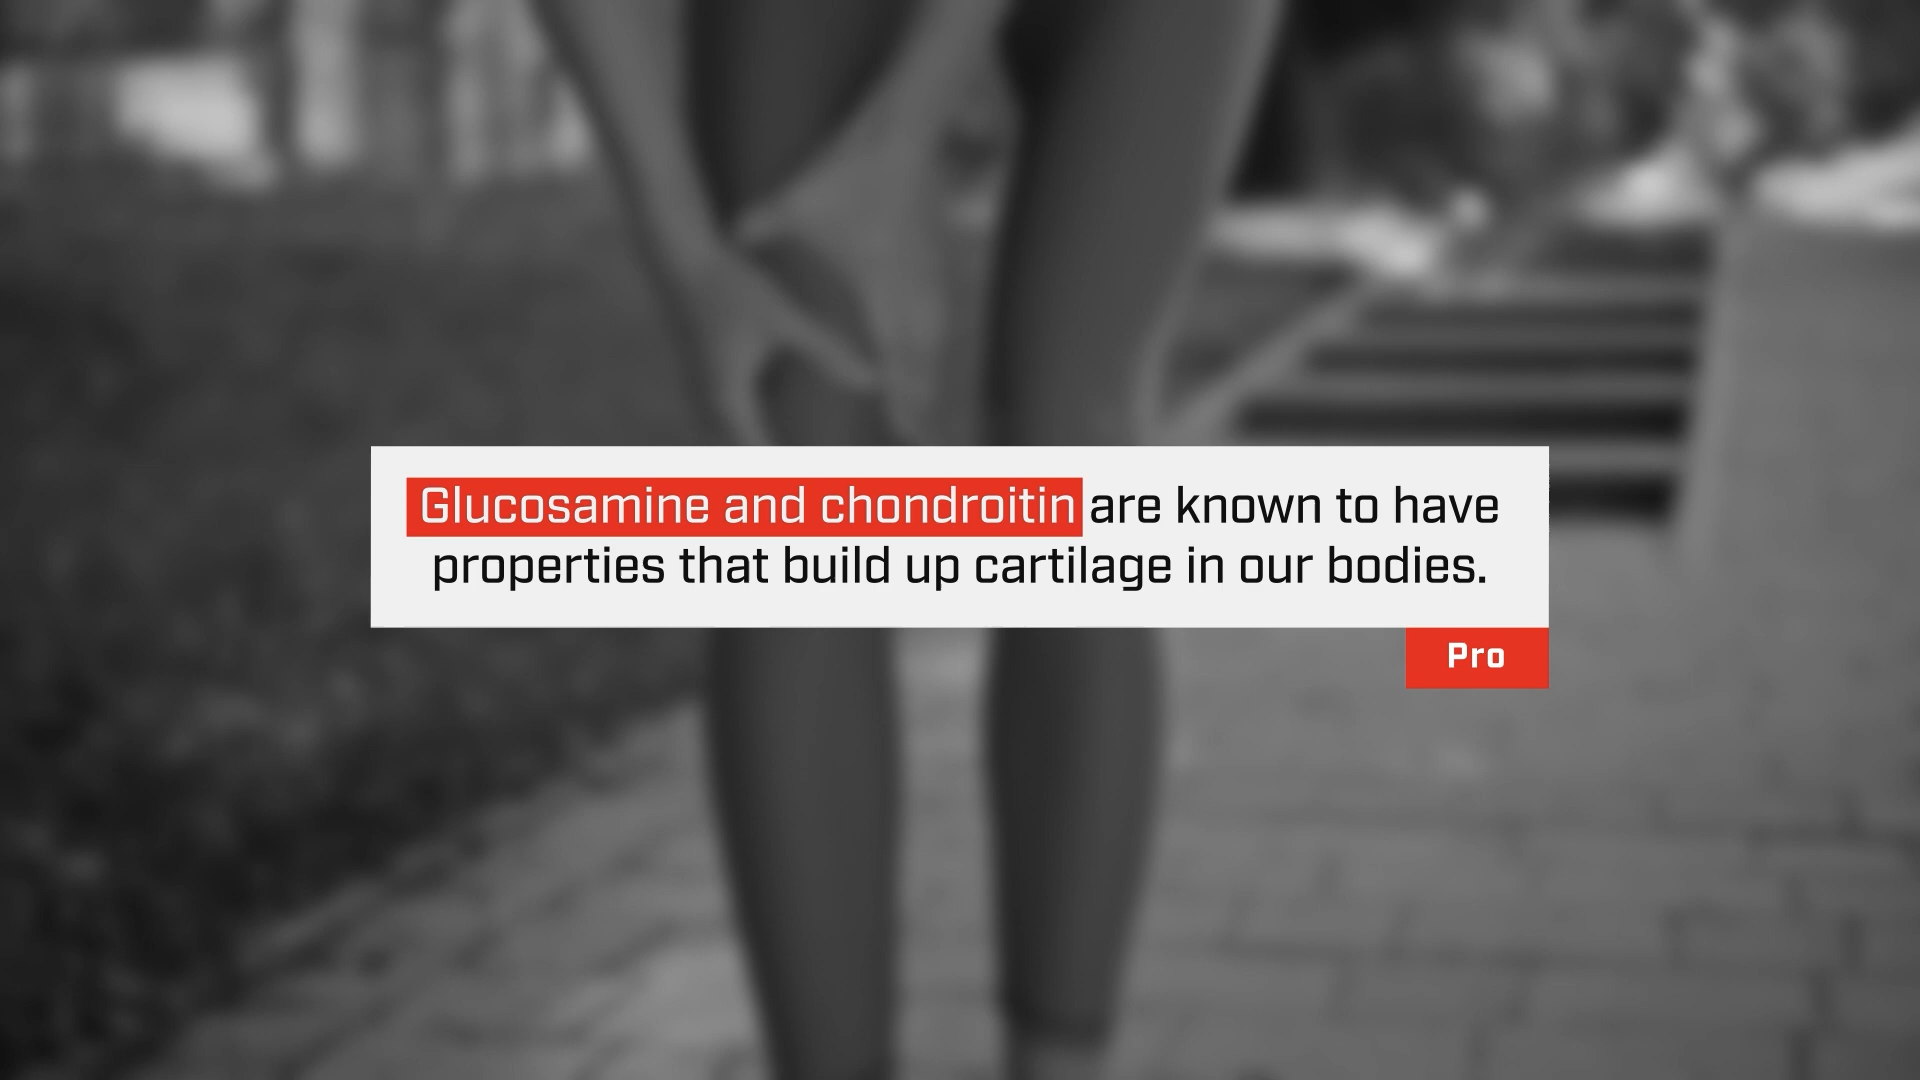 Glucosamine and chondroitin are known to have
properties that build up cartilage in our bodies.
Pro